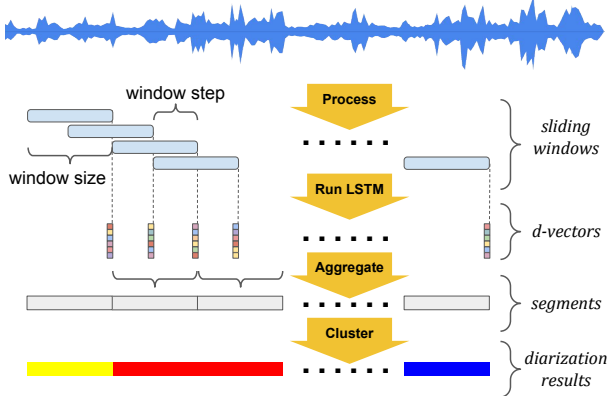 Process
window step
sliding
windows
window size
Run LSTM
d-vectors
Aggregate
segments
Cluster
diarization
results